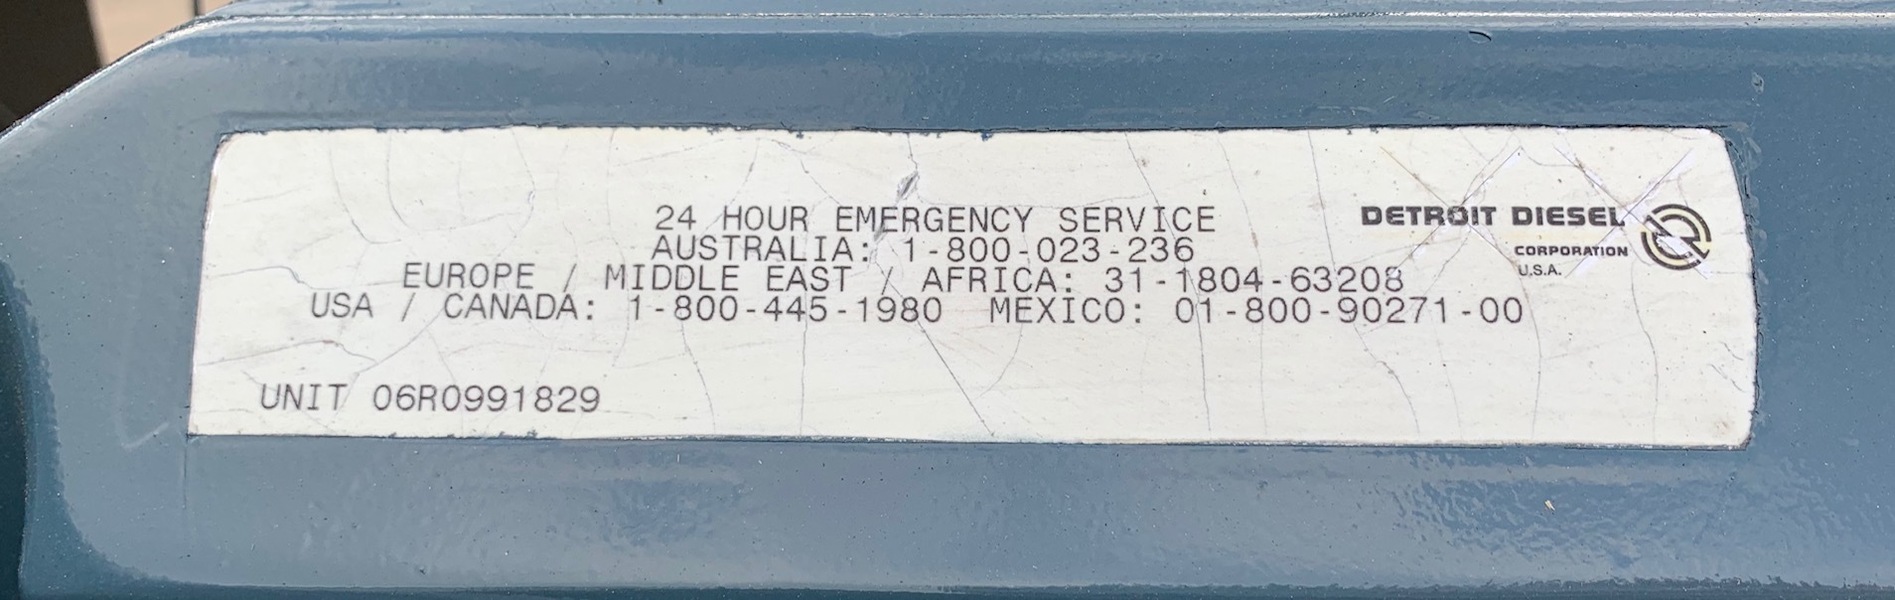 24 HOUR EMERGENCY SERVICE
AUSTRALIA: 1-800-023-236
EUROPE / MIDDLE EAST / AFRICA: 31-1804-63208
USA / CANADA: 1-800-445-1980 MEXICO: 01-800-90271-00
DETROIT DIESEL
CORPORATION
U.S.A.
UNIT 06R0991829